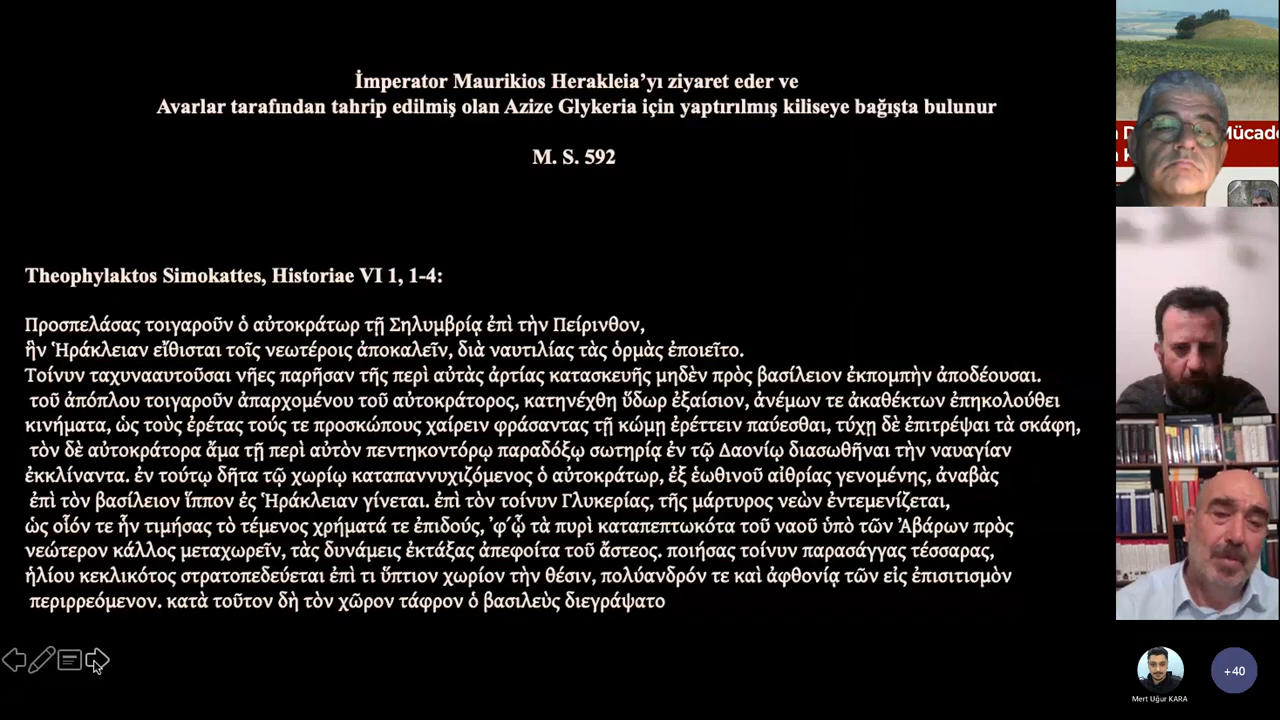 İmperator Maurikios Herakleia’yı ziyaret eder ve
Avarlar tarafından tahrip edilmiş olan Azize Glykeria için yaptırılmış kiliseye bağışta bulunur
M. S. 592
Theophylaktos Simokattes, Historiae VI 1, 1-4:
Προσπελάσας τοιγαροῦν ὁ αὐτοκράτωρ τῇ Σηλυμβρίᾳ ἐπὶ τὴν Πείρινθον,
ἣν Ἡράκλειαν εἴθισται τοῖς νεωτέροις ἀποκαλεῖν, διὰ ναυτιλίας τὰς ὁρμὰς ἐποιεῖτο.
Τοίνυν ταχυνααυτοῦσαι νῆες παρῆσαν τῆς περὶ αὐτὰς ἀρτίας κατασκευῆς μηδὲν πρὸς βασίλειον ἐκπομπὴν ἀποδέουσαι.
τοῦ ἀπόπλου τοιγαροῦν ἀπαρχομένου τοῦ αὐτοκράτορος, κατηνέχθη ὕδωρ ἐξαίσιον, ἀνέμων τε ἀκαθέκτων ἐπηκολούθει
κινήματα, ὡς τοὺς ἐρέτας τούς τε προσκώπους χαίρειν φράσαντας τῇ κώμῃ ἐρέττειν παύεσθαι, τύχῃ δὲ ἐπιτρέψαι τὰ σκάφη,
τὸν δὲ αὐτοκράτορα ἅμα τῇ περὶ αὐτὸν πεντηκοντόρῳ παραδόξῳ σωτηρίᾳ ἐν τῷ Δαονίῳ διασωθῆναι τὴν ναυαγίαν
ἐκκλίναντα. ἐν τούτῳ δῆτα τῷ χωρίῳ καταπαννυχιζόμενος ὁ αὐτοκράτωρ, ἐξ ἑωθινοῦ αἰθρίας γενομένης, ἀναβὰς
ἐπὶ τὸν βασίλειον ἵππον ἐς Ἡράκλειαν γίνεται. ἐπὶ τὸν τοίνυν Γλυκερίας, τῆς μάρτυρος νεὼν ἐντεμενίζεται,
ὡς οἷόν τε ἦν τιμήσας τὸ τέμενος χρήματά τε ἐπιδούς, ’φ’ᾧ τὰ πυρὶ καταπεπτωκότα τοῦ ναοῦ ὑπὸ τῶν Ἀβάρων πρὸς
νεώτερον κάλλος μεταχωρεῖν, τὰς δυνάμεις ἐκτάξας ἀπεφοίτα τοῦ ἄστεος. ποιήσας τοίνυν παρασάγγας τέσσαρας,
ἡλίου κεκλικότος στρατοπεδεύεται ἐπὶ τι ὕπτιον χωρίον τὴν θέσιν, πολύανδρόν τε καὶ ἀφθονίᾳ τῶν εἰς ἐπισιτισμὸν
περιρρεόμενον. κατὰ τοῦτον δὴ τὸν χῶρον τάφρον ὁ βασιλεὺς διεγράψατο
Mücade
Mert Uğur KARA
+40